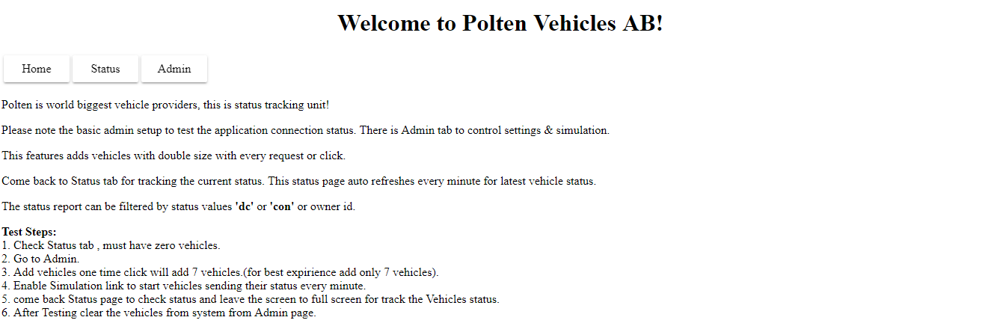 Welcome to Polten Vehicles AB!
Home Status Admin
Polten is world biggest vehicle providers, this is status tracking unit!
Please note the basic admin setup to test the application connection status. There is Admin tab to control settings & simulation.
This features adds vehicles with double size with every request or click.
Come back to Status tab for tracking the current status. This status page auto refreshes every minute for latest vehicle status.
The status report can be filtered by status values 'dc' or 'con' or owner id.
Test Steps:
1. Check Status tab , must have zero vehicles.
2. Go to Admin.
3. Add vehicles one time click will add 7 vehicles.(for best expirience add only 7 vehicles).
4. Enable Simulation link to start vehicles sending their status every minute.
5. come back Status page to check status and leave the screen to full screen for track the Vehicles status.
6. After Testing clear the vehicles from system from Admin page.